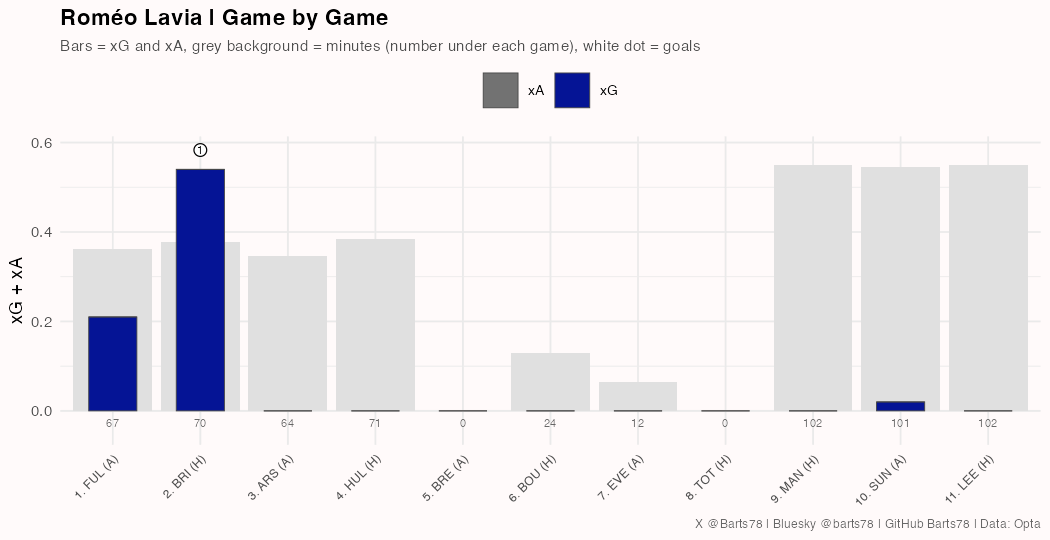 Roméo Lavia | Game by Game
Bars = xG and xA, grey background = minutes (number under each game), white dot = goals
xA xG
xG + xA
0.6
0.4
0.2
0.0
1
67 70 64 71 0 24 12 0 102 101 102
1. FUL (A)
2. BRI (H)
3. ARS (A)
4. HUL (H)
5. BRE (A)
6. BOU (H)
7. EVE (A)
8. TOT (H)
9. MAN (H)
10. SUN (A)
11. LEE (H)
X @Barts78 | Bluesky @barts78 | GitHub Barts78 | Data: Opta